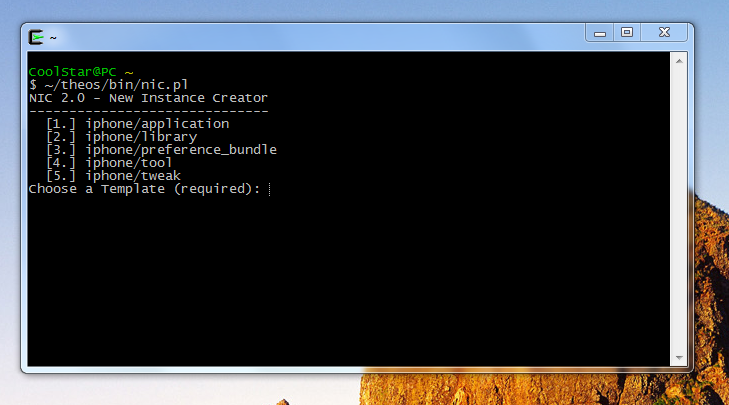 ~
CoolStar@PC ~
$ ~/theos/bin/nic.pl
NIC 2.0 - New Instance Creator
------------------------------
  [1.] iphone/application
  [2.] iphone/library
  [3.] iphone/preference_bundle
  [4.] iphone/tool
  [5.] iphone/tweak
Choose a Template (required):